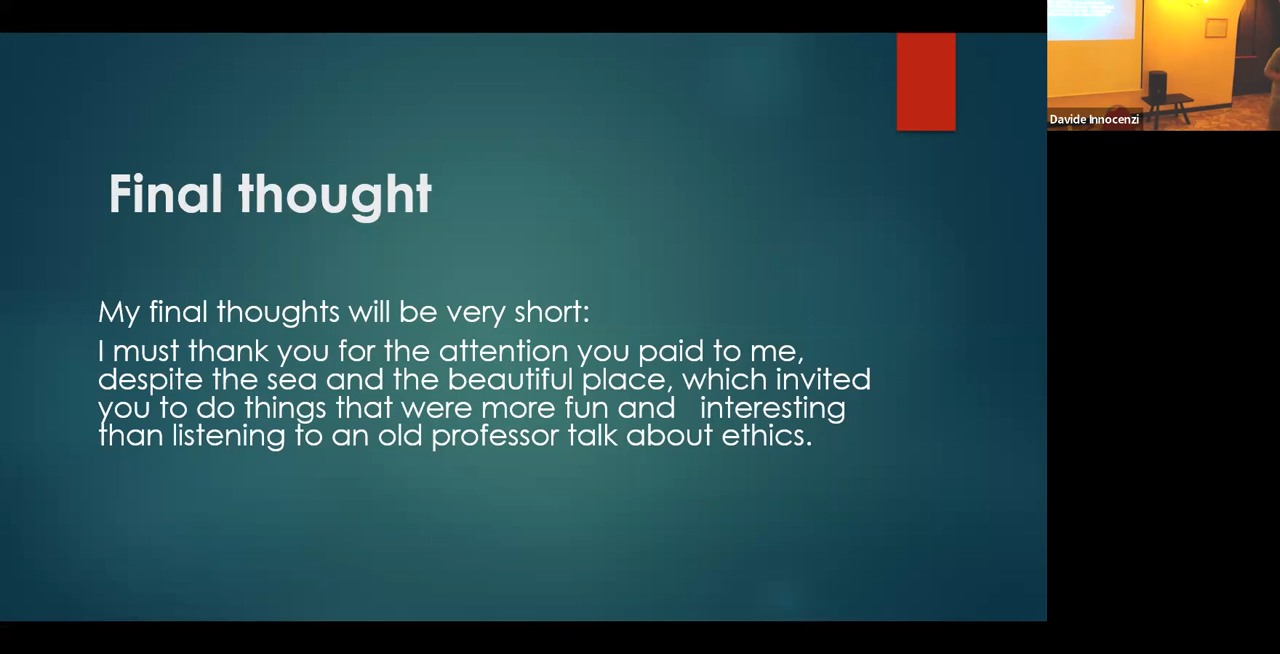 Final thought
My final thoughts will be very short:
I must thank you for the attention you paid to me,
despite the sea and the beautiful place, which invited
you to do things that were more fun and   interesting
than listening to an old professor talk about ethics.
Davide Innocenzi